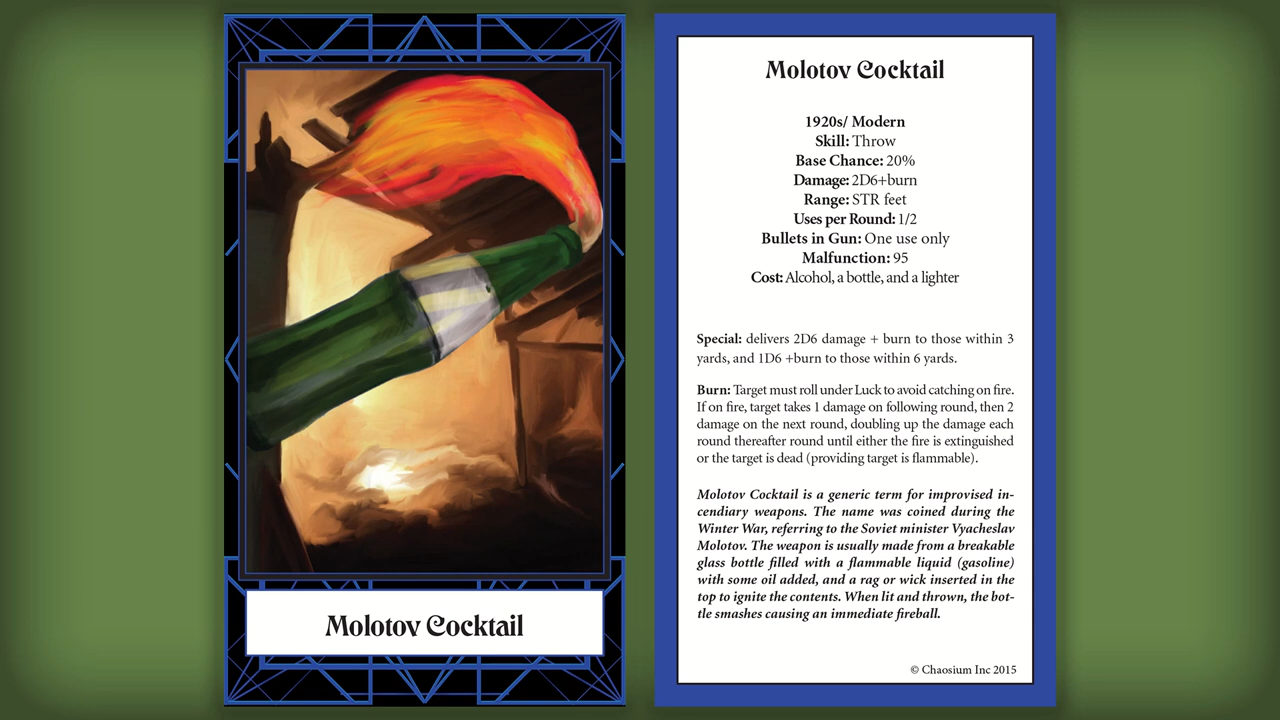 Molotov Cocktail
Molotov Cocktail
1920s/ Modern
Skill: Throw
Base Chance: 20%
Damage: 2D6+burn
Range: STR feet
Uses per Round: 1/2
Bullets in Gun: One use only
Malfunction: 95
Cost: Alcohol, a bottle, and a lighter
Special: delivers 2D6 damage + burn to those within 3
yards, and 1D6 +burn to those within 6 yards.
Burn: Target must roll under Luck to avoid catching on fire.
If on fire, target takes 1 damage on following round, then 2
damage on the next round, doubling up the damage each
round thereafter round until either the fire is extinguished
or the target is dead (providing target is flammable).
Molotov Cocktail is a generic term for improvised in-
cendiary weapons. The name was coined during the
Winter War, referring to the Soviet minister Vyacheslav
Molotov. The weapon is usually made from a breakable
glass bottle filled with a flammable liquid (gasoline)
with some oil added, and a rag or wick inserted in the
top to ignite the contents. When lit and thrown, the bot-
tle smashes causing an immediate fireball.
© Chaosium Inc 2015